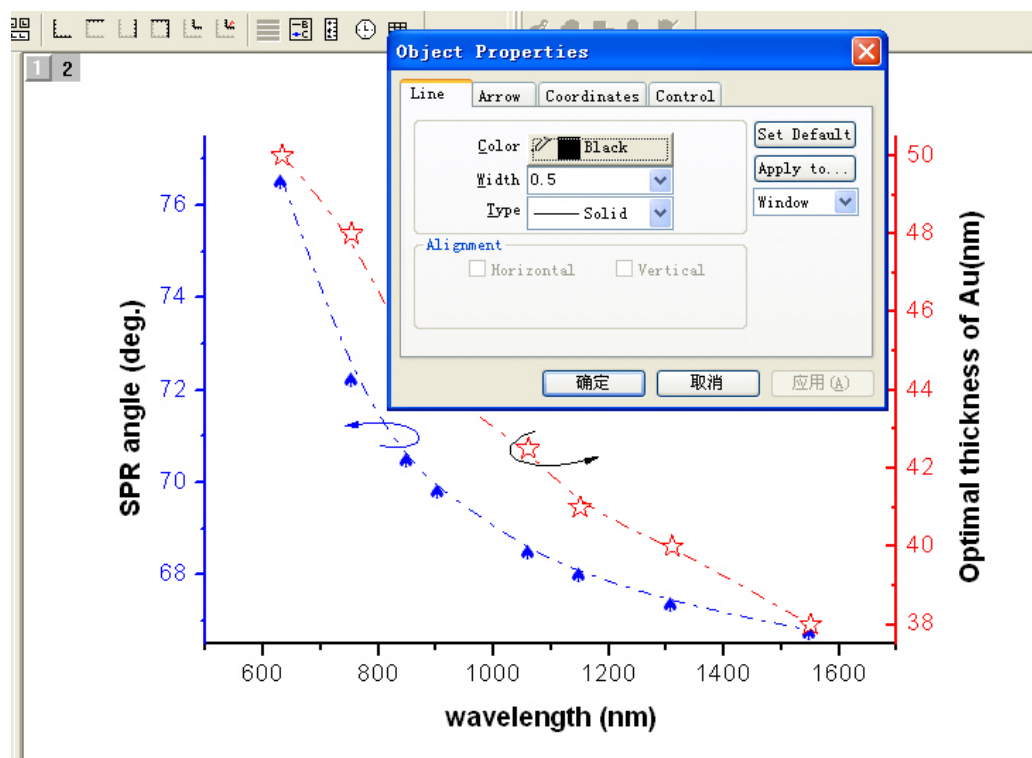 Object Properties
1 2
Line Arrow Coordinates Control
Color Black
Width 0.5
Type Solid
Set Default
Apply to...
Window
Alignment
Horizontal Vertical
确定 取消 应用(A)
SPR angle (deg.)
76
74
72
70
68
50
48
46
44
42
40
38
Optimal thickness of Au(nm)
600 800 1000 1200 1400 1600
wavelength (nm)